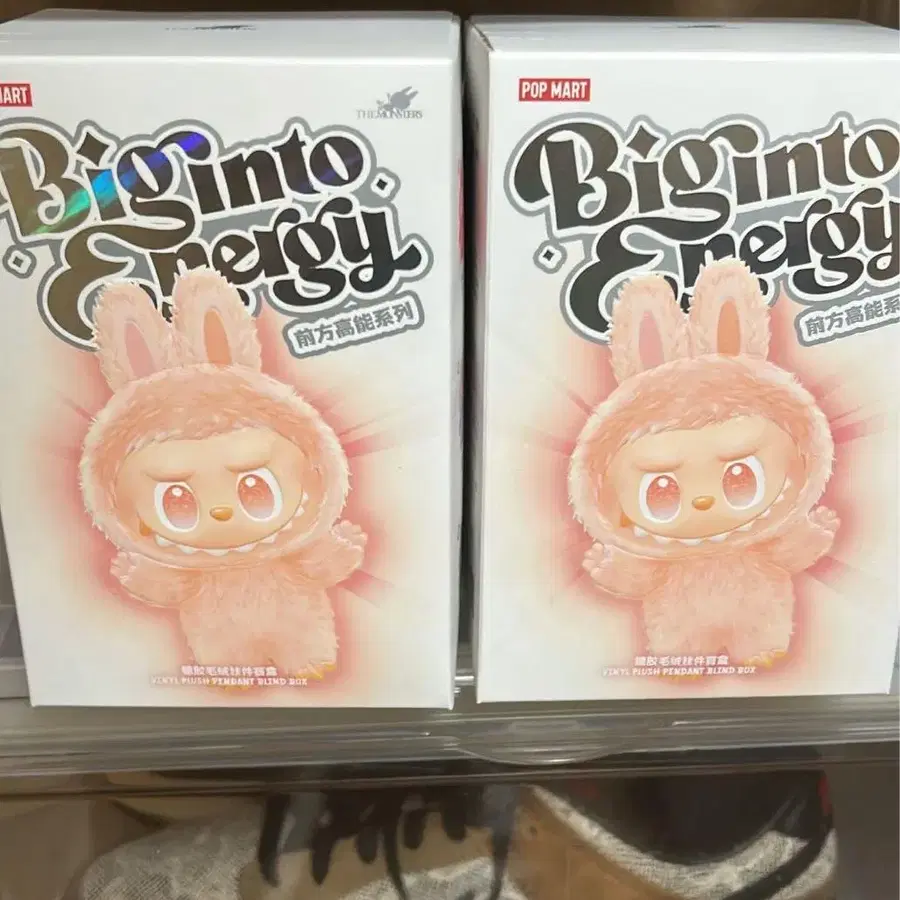 MART
THE MONSTERS
Big into
Energy
前方高能系列
搪胶毛绒挂件盲盒
VINYL PLUSH PENDANT BLIND BOX
POP MART
Big into
Energy
前方高能系
搪胶毛绒挂件盲盒
VINYL PLUSH PENDANT BLIND BOX